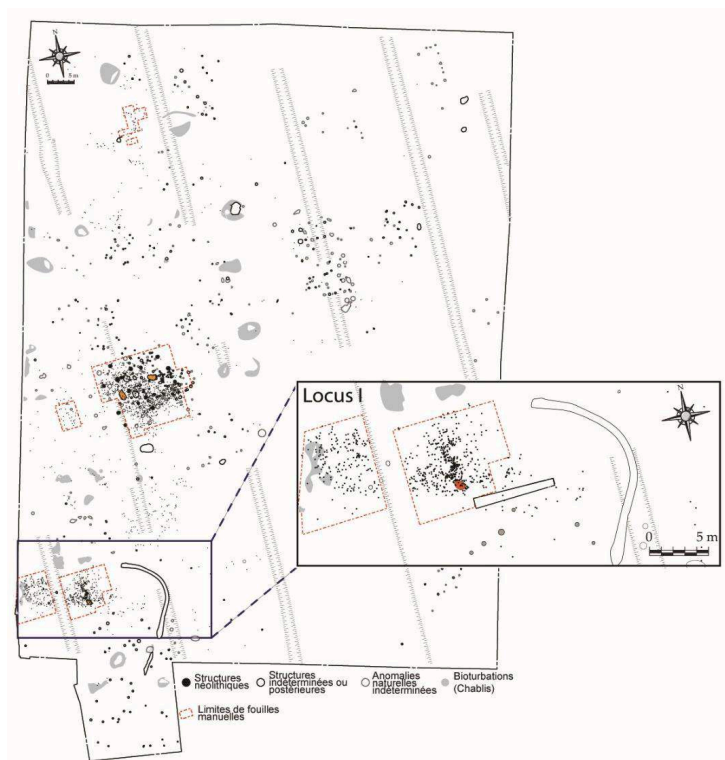 N
0 5 m
Locus I
N
0 5 m
Structures néolithiques
Structures indéterminées ou postérieures
Anomalies naturelles indéterminées
Bioturbations (Chablis)
Limites de fouilles manuelles